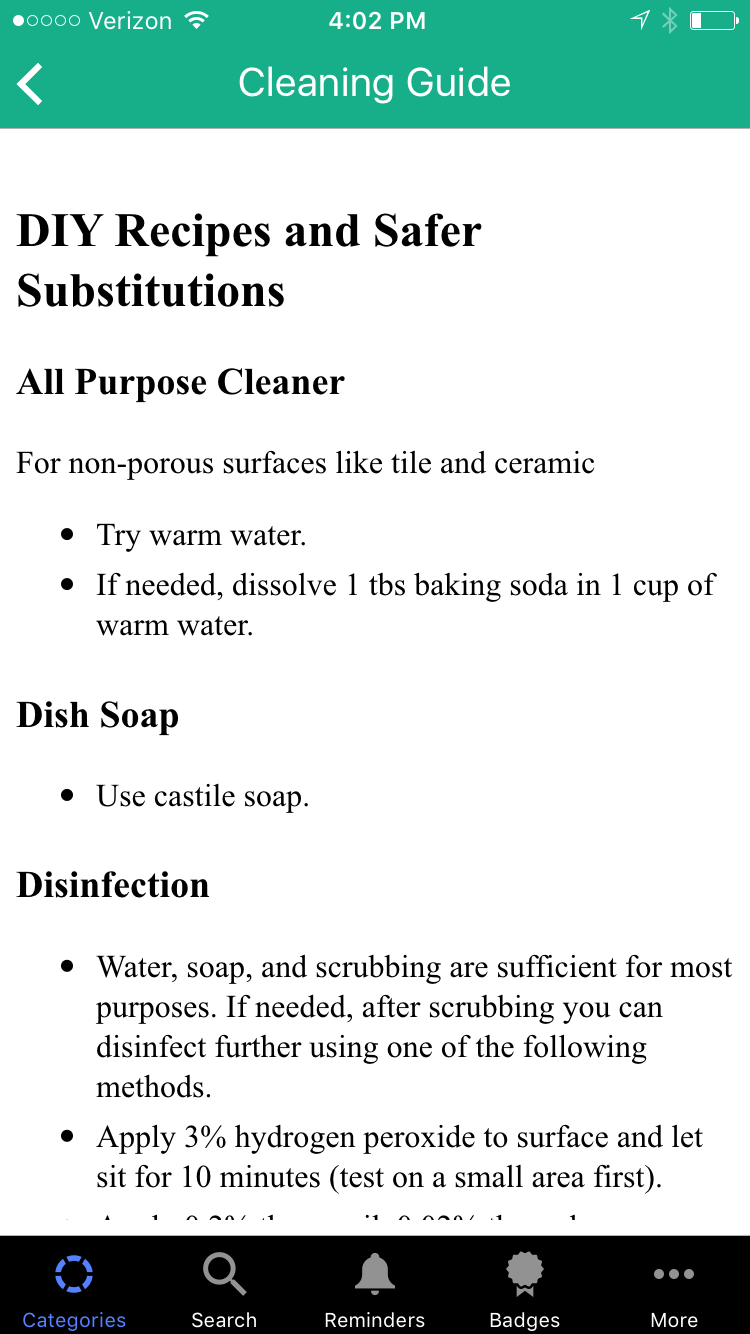 Verizon 4:02 PM
Cleaning Guide
DIY Recipes and Safer
Substitutions
All Purpose Cleaner
For non-porous surfaces like tile and ceramic
• Try warm water.
• If needed, dissolve 1 tbs baking soda in 1 cup of
warm water.
Dish Soap
• Use castile soap.
Disinfection
• Water, soap, and scrubbing are sufficient for most
purposes. If needed, after scrubbing you can
disinfect further using one of the following
methods.
• Apply 3% hydrogen peroxide to surface and let
sit for 10 minutes (test on a small area first).
Categories Search Reminders Badges More